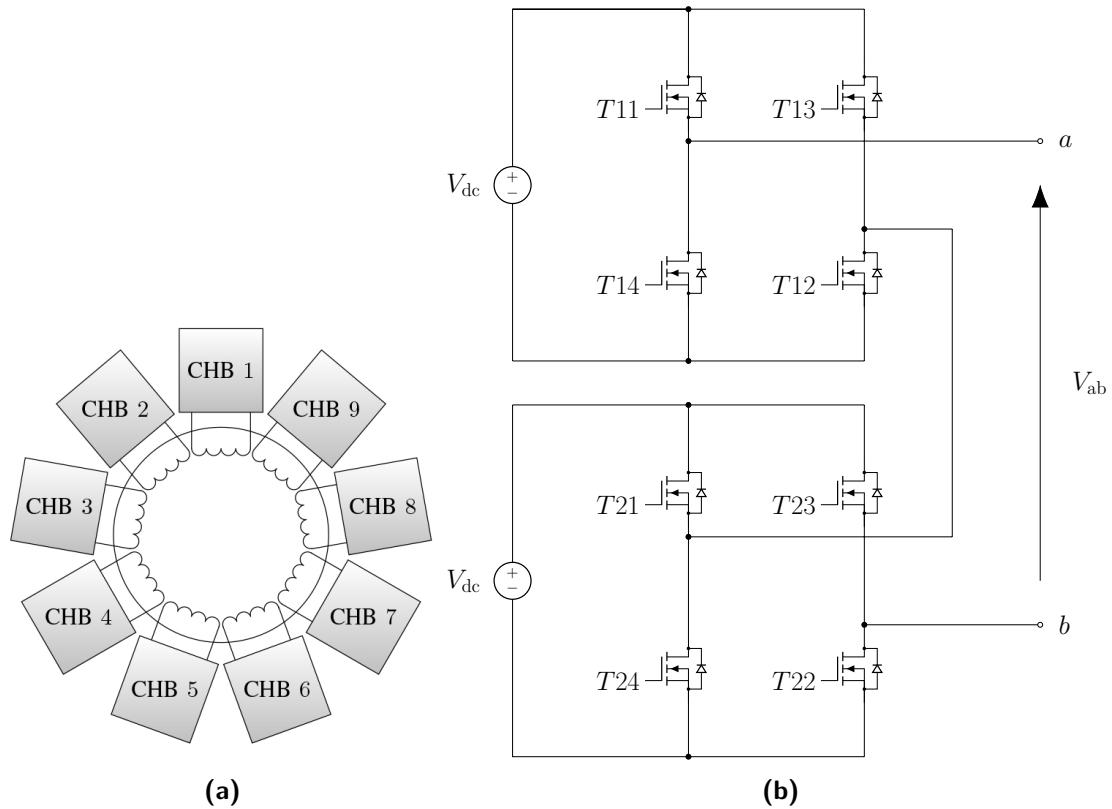 CHB 1
CHB 2
CHB 9
CHB 3
CHB 8
CHB 4
CHB 7
CHB 5
CHB 6
(a)
T11
T13
a
V_dc
+
−
T14
T12
V_ab
T21
T23
V_dc
+
−
b
T24
T22
(b)